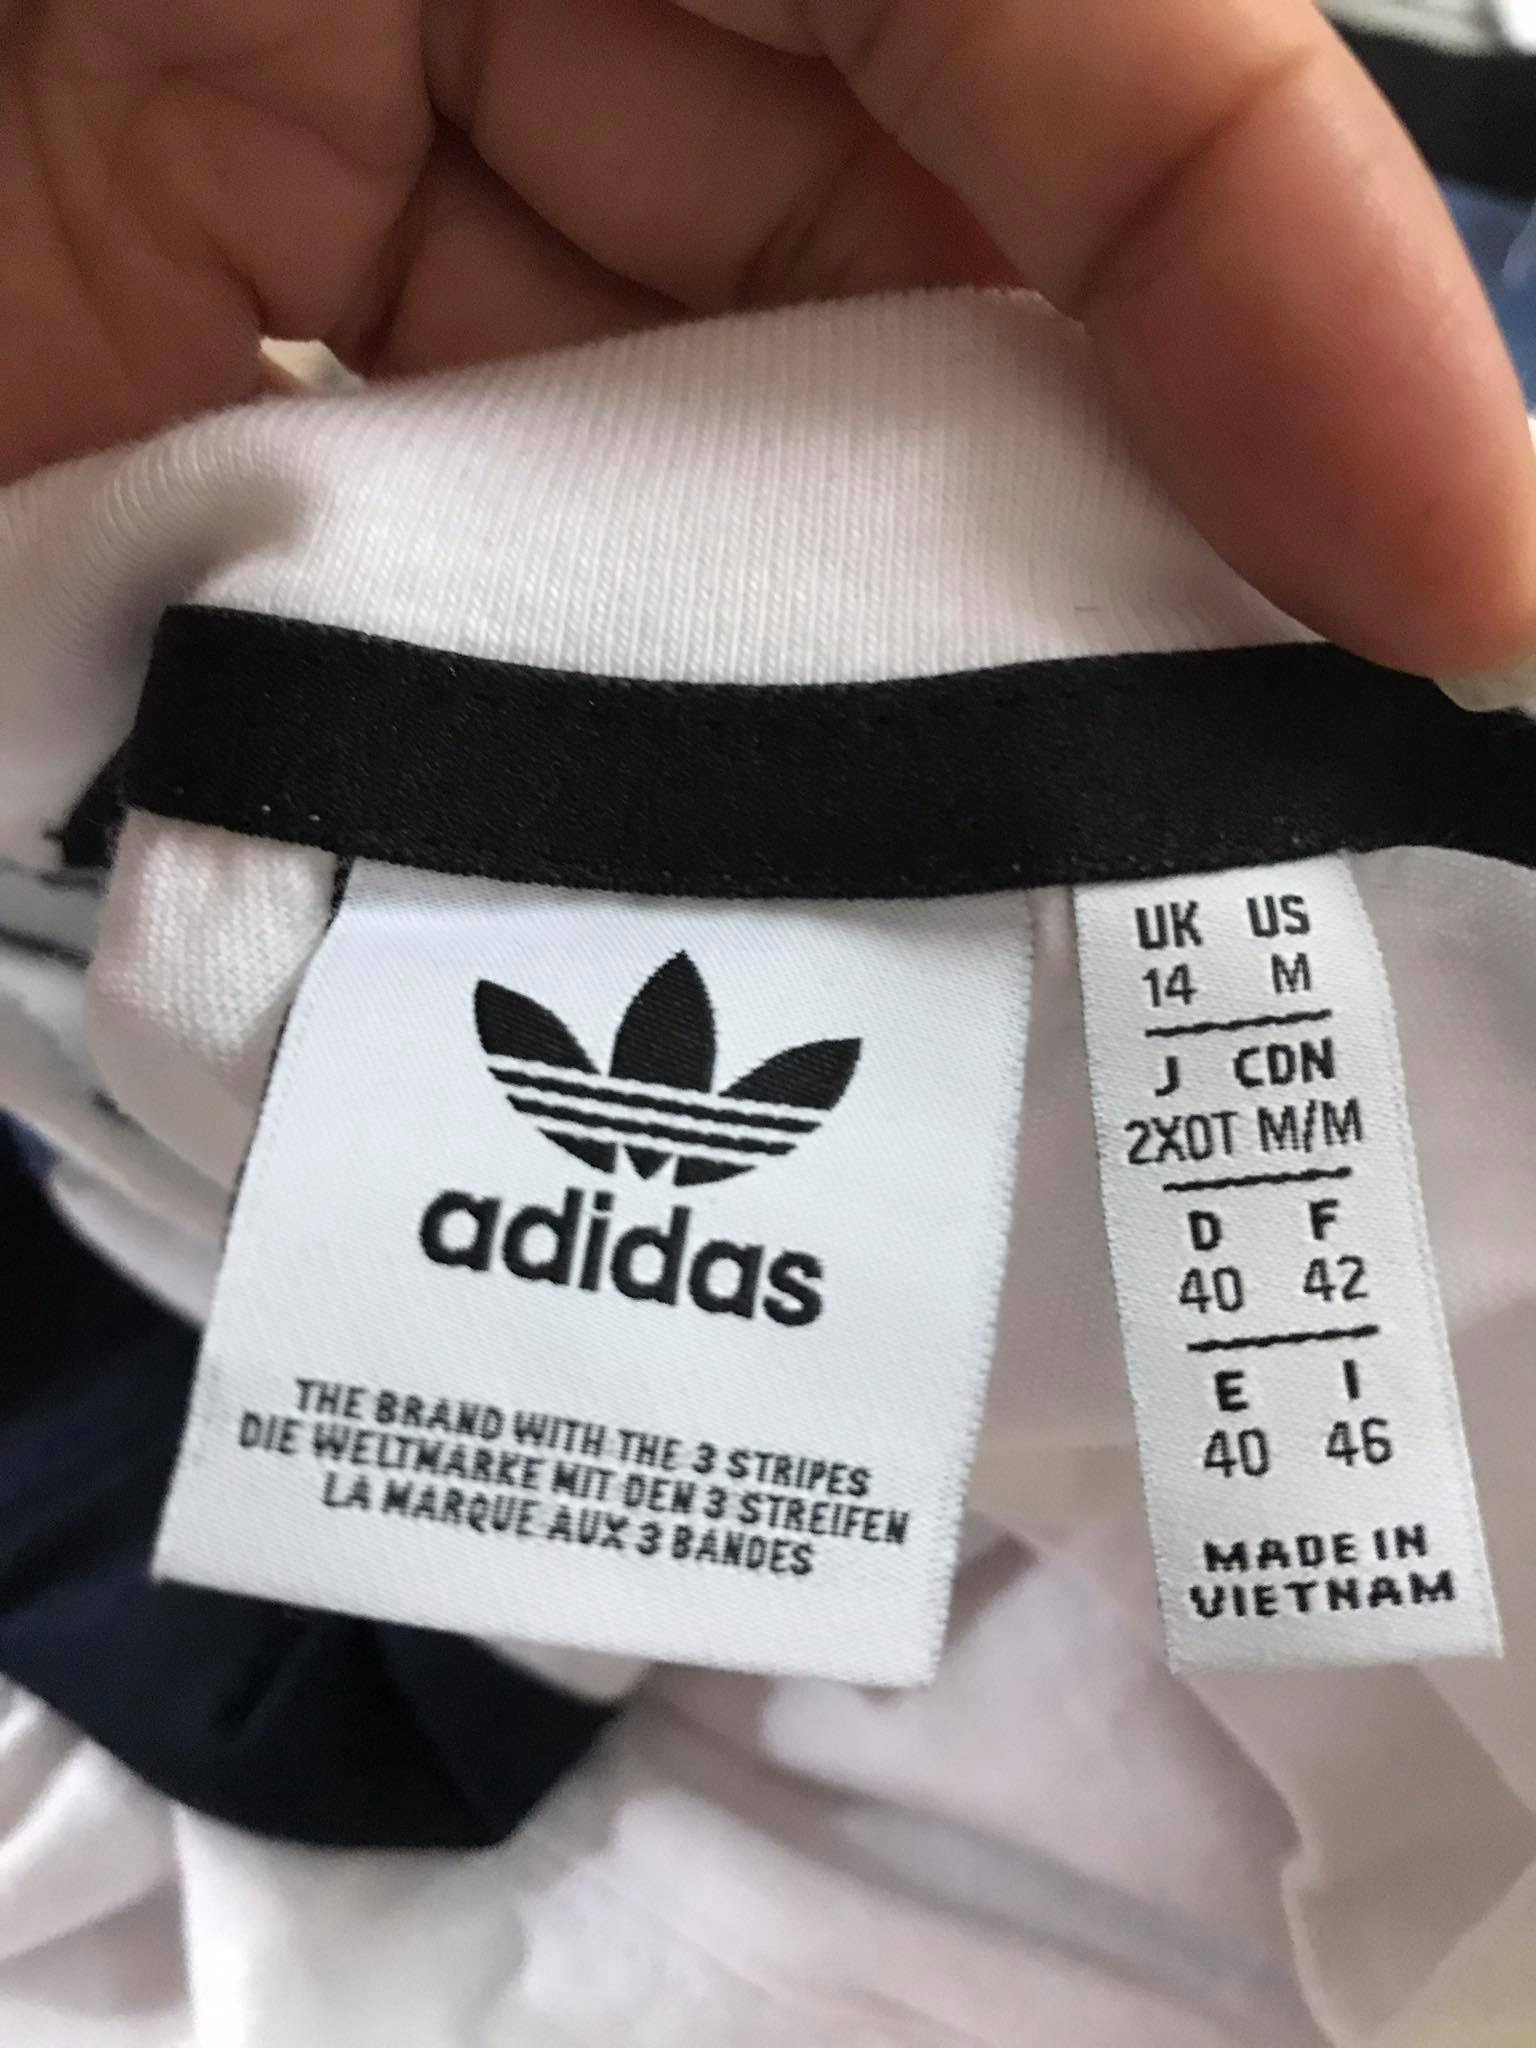 adidas
THE BRAND WITH THE 3 STRIPES
DIE WELTMARKE MIT DEN 3 STREIFEN
LA MARQUE AUX 3 BANDES
UK US
14 M
J CDN
2XOT M/M
D F
40 42
E I
40 46
MADE IN
VIETNAM